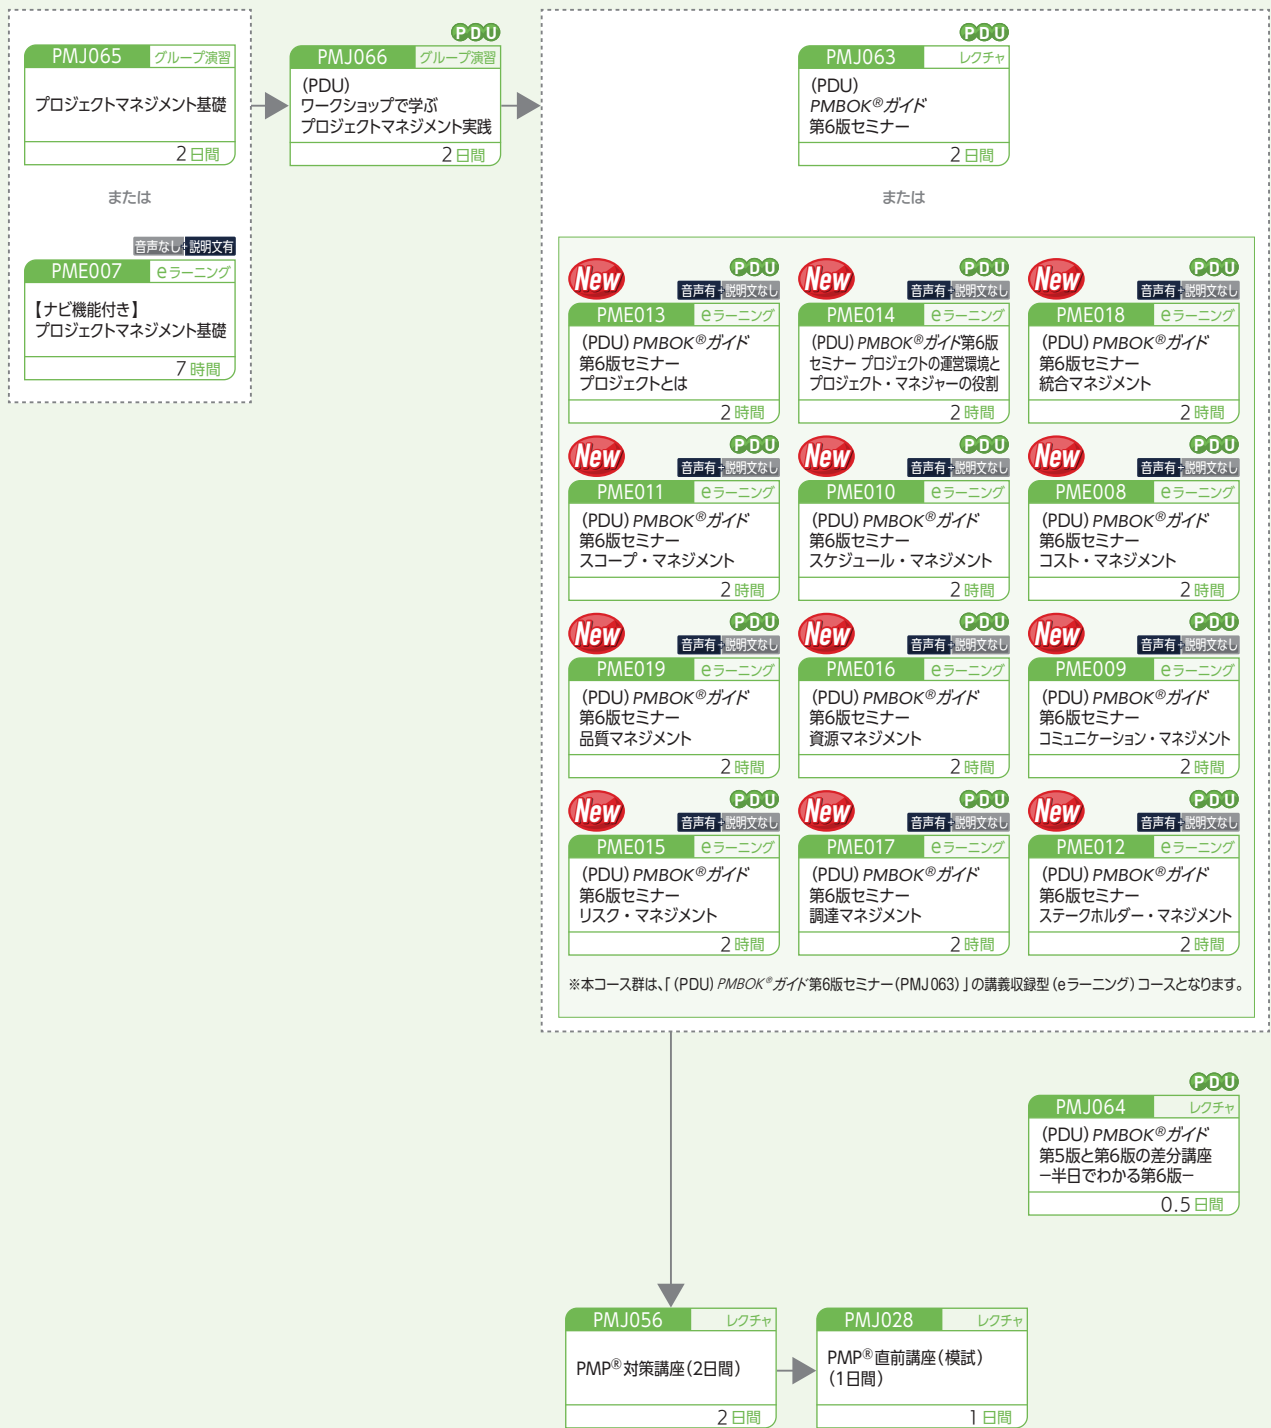 PMJ065 グループ演習
プロジェクトマネジメント基礎
2日間
または
音声なし+説明文有
PME007 eラーニング
【ナビ機能付き】
プロジェクトマネジメント基礎
7時間
PDU
PMJ066 グループ演習
(PDU)
ワークショップで学ぶ
プロジェクトマネジメント実践
2日間
PDU
PMJ063 レクチャ
(PDU)
PMBOK®ガイド
第6版セミナー
2日間
または
New
PDU
音声有+説明文なし
PME013 eラーニング
(PDU) PMBOK®ガイド
第6版セミナー
プロジェクトとは
2時間
New
PDU
音声有+説明文なし
PME014 eラーニング
(PDU) PMBOK®ガイド第6版
セミナー プロジェクトの運営環境と
プロジェクト・マネジャーの役割
2時間
New
PDU
音声有+説明文なし
PME018 eラーニング
(PDU) PMBOK®ガイド
第6版セミナー
統合マネジメント
2時間
New
PDU
音声有+説明文なし
PME011 eラーニング
(PDU) PMBOK®ガイド
第6版セミナー
スコープ・マネジメント
2時間
New
PDU
音声有+説明文なし
PME010 eラーニング
(PDU) PMBOK®ガイド
第6版セミナー
スケジュール・マネジメント
2時間
New
PDU
音声有+説明文なし
PME008 eラーニング
(PDU) PMBOK®ガイド
第6版セミナー
コスト・マネジメント
2時間
New
PDU
音声有+説明文なし
PME019 eラーニング
(PDU) PMBOK®ガイド
第6版セミナー
品質マネジメント
2時間
New
PDU
音声有+説明文なし
PME016 eラーニング
(PDU) PMBOK®ガイド
第6版セミナー
資源マネジメント
2時間
New
PDU
音声有+説明文なし
PME009 eラーニング
(PDU) PMBOK®ガイド
第6版セミナー
コミュニケーション・マネジメント
2時間
New
PDU
音声有+説明文なし
PME015 eラーニング
(PDU) PMBOK®ガイド
第6版セミナー
リスク・マネジメント
2時間
New
PDU
音声有+説明文なし
PME017 eラーニング
(PDU) PMBOK®ガイド
第6版セミナー
調達マネジメント
2時間
New
PDU
音声有+説明文なし
PME012 eラーニング
(PDU) PMBOK®ガイド
第6版セミナー
ステークホルダー・マネジメント
2時間
※本コース群は、「(PDU) PMBOK®ガイド第6版セミナー(PMJ063)」の講義収録型(eラーニング)コースとなります。
PDU
PMJ064 レクチャ
(PDU) PMBOK®ガイド
第5版と第6版の差分講座
−半日でわかる第6版−
0.5日間
PMJ056 レクチャ
PMP®対策講座(2日間)
2日間
PMJ028 レクチャ
PMP®直前講座(模試)
(1日間)
1日間